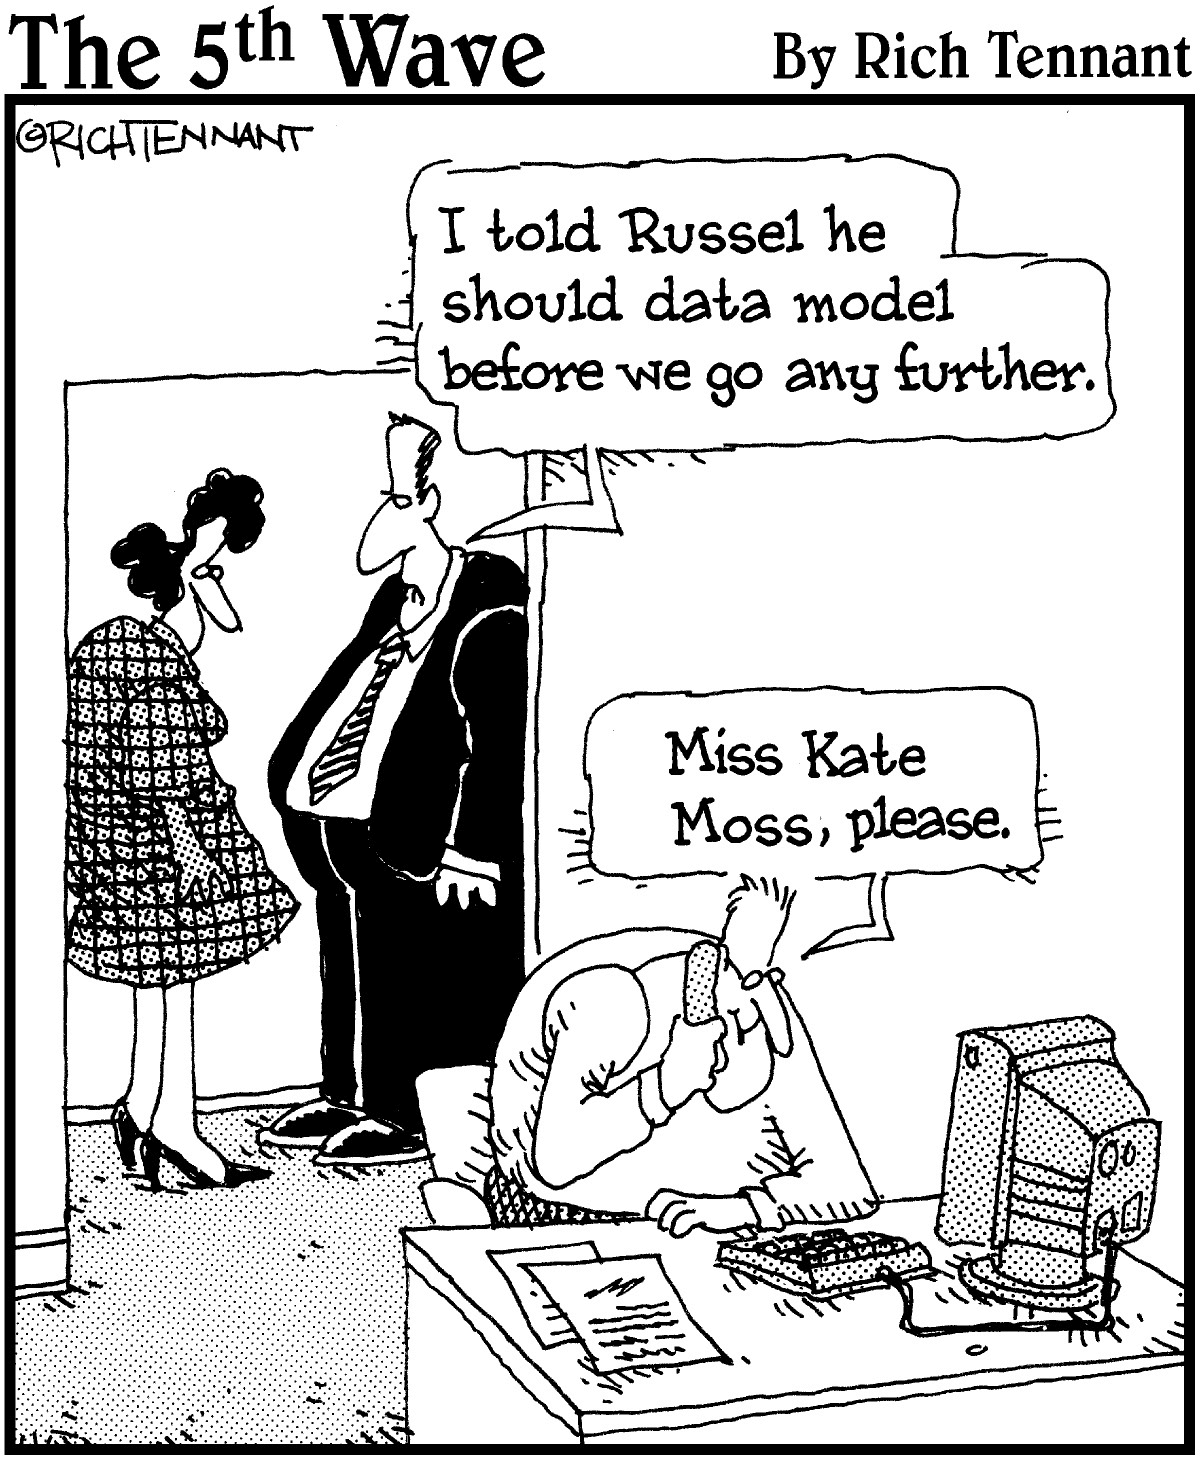 The 5th Wave
By Rich Tennant
©RICHTENNANT
I told Russel he
should data model
before we go any further.
Miss Kate
Moss, please.